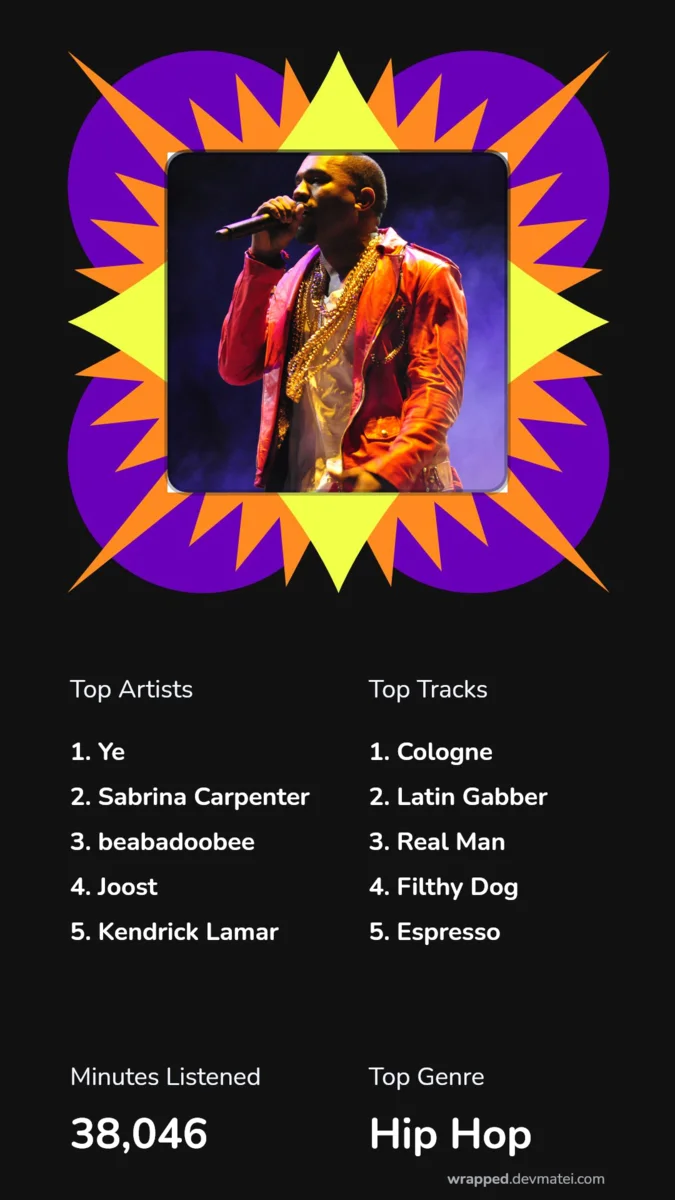 Top Artists
1. Ye
2. Sabrina Carpenter
3. beabadoobee
4. Joost
5. Kendrick Lamar
Top Tracks
1. Cologne
2. Latin Gabber
3. Real Man
4. Filthy Dog
5. Espresso
Minutes Listened
38,046
Top Genre
Hip Hop
wrapped.devmatei.com